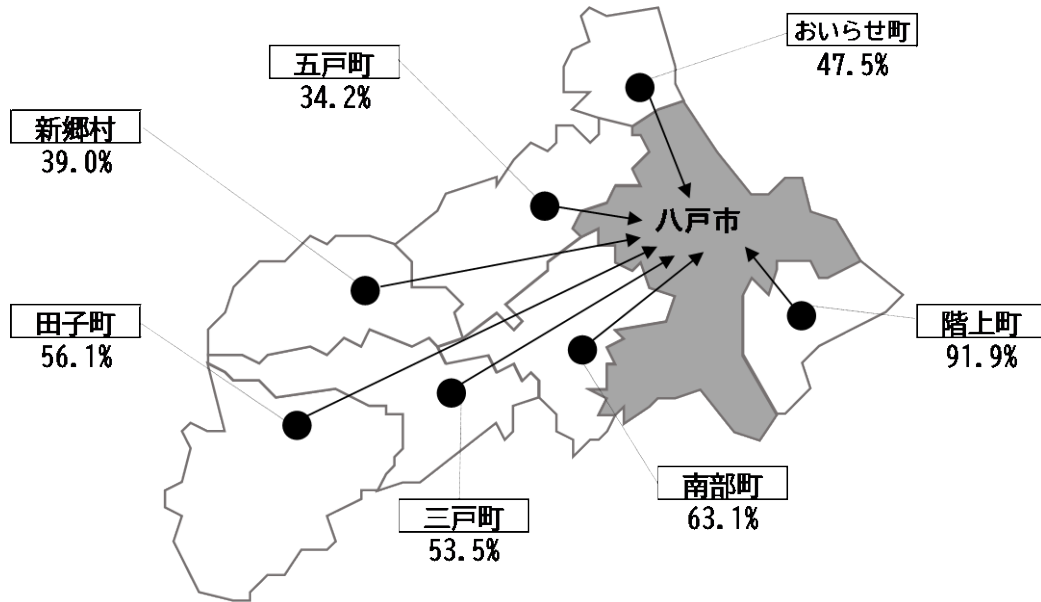 おいらせ町
47.5%
五戸町
34.2%
新郷村
39.0%
八戸市
田子町
56.1%
階上町
91.9%
南部町
63.1%
三戸町
53.5%